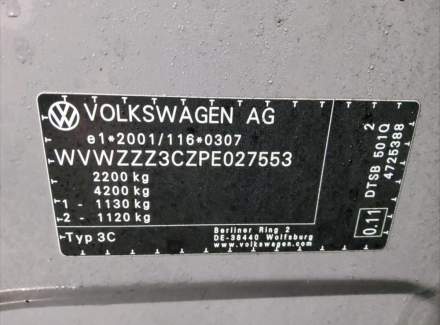 VOLKSWAGEN AG
e1*2001/116*0307
WVWZZZ3CZPE027553
2200 kg
4200 kg
1 - 1130 kg
2 - 1120 kg
Typ 3C
Berliner Ring 2
DE-38440 Wolfsburg
www.volkswagen.com
0.11
DTSB 501Q 2
4725388